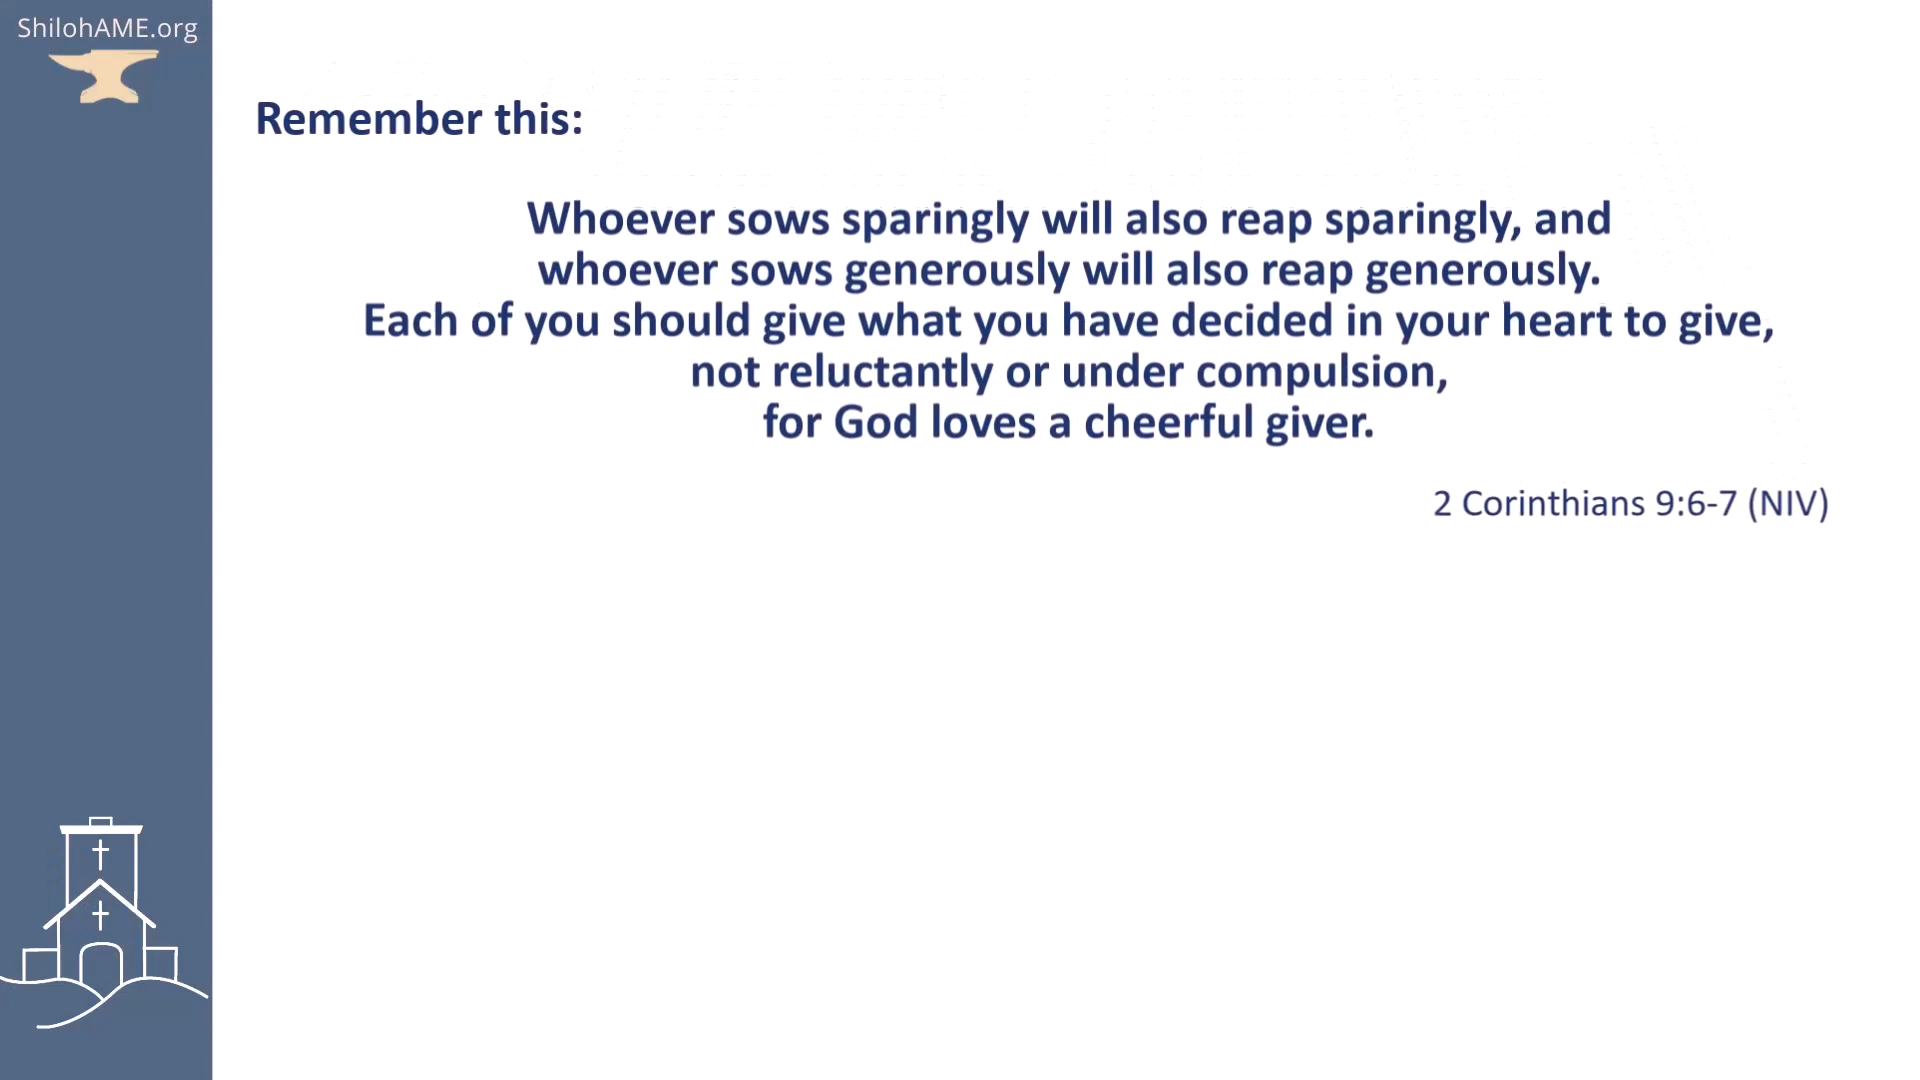 ShilohAME.org
Remember this:
Whoever sows sparingly will also reap sparingly, and
whoever sows generously will also reap generously.
Each of you should give what you have decided in your heart to give,
not reluctantly or under compulsion,
for God loves a cheerful giver.
2 Corinthians 9:6-7 (NIV)